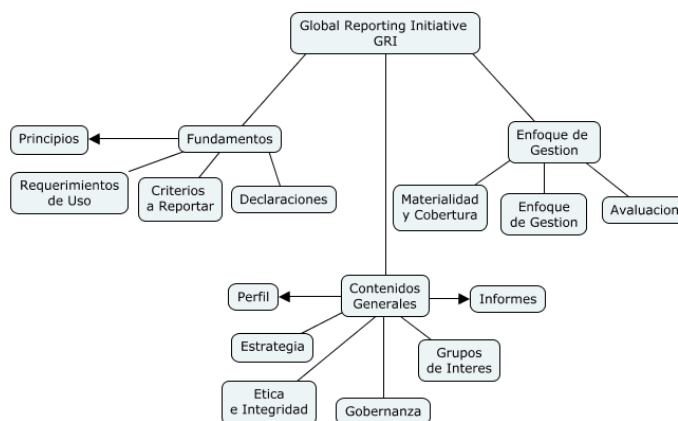 Global Reporting Initiative
GRI
Principios
Fundamentos
Enfoque de
Gestion
Requerimientos
de Uso
Criterios
a Reportar
Declaraciones
Materialidad
y Cobertura
Enfoque
de Gestion
Avaluacion
Perfil
Contenidos
Generales
Informes
Estrategia
Grupos
de Interes
Etica
e Integridad
Gobernanza